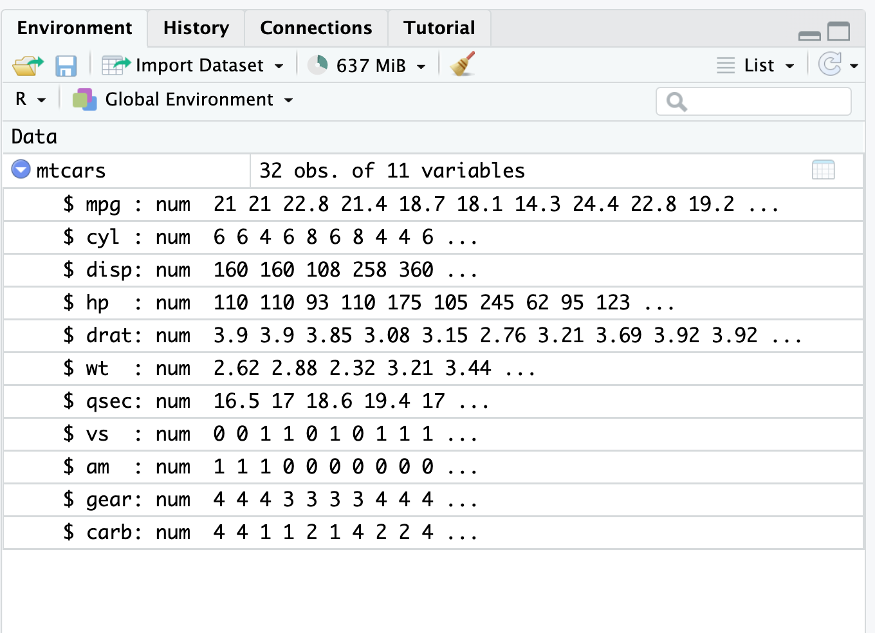 Environment History Connections Tutorial
Import Dataset 637 MiB List
R Global Environment
Data
mtcars 32 obs. of 11 variables
$ mpg : num 21 21 22.8 21.4 18.7 18.1 14.3 24.4 22.8 19.2 ...
$ cyl : num 6 6 4 6 8 6 8 4 4 6 ...
$ disp: num 160 160 108 258 360 ...
$ hp : num 110 110 93 110 175 105 245 62 95 123 ...
$ drat: num 3.9 3.9 3.85 3.08 3.15 2.76 3.21 3.69 3.92 3.92 ...
$ wt : num 2.62 2.88 2.32 3.21 3.44 ...
$ qsec: num 16.5 17 18.6 19.4 17 ...
$ vs : num 0 0 1 1 0 1 0 1 1 1 ...
$ am : num 1 1 1 0 0 0 0 0 0 0 ...
$ gear: num 4 4 4 3 3 3 3 4 4 4 ...
$ carb: num 4 4 1 1 2 1 4 2 2 4 ...